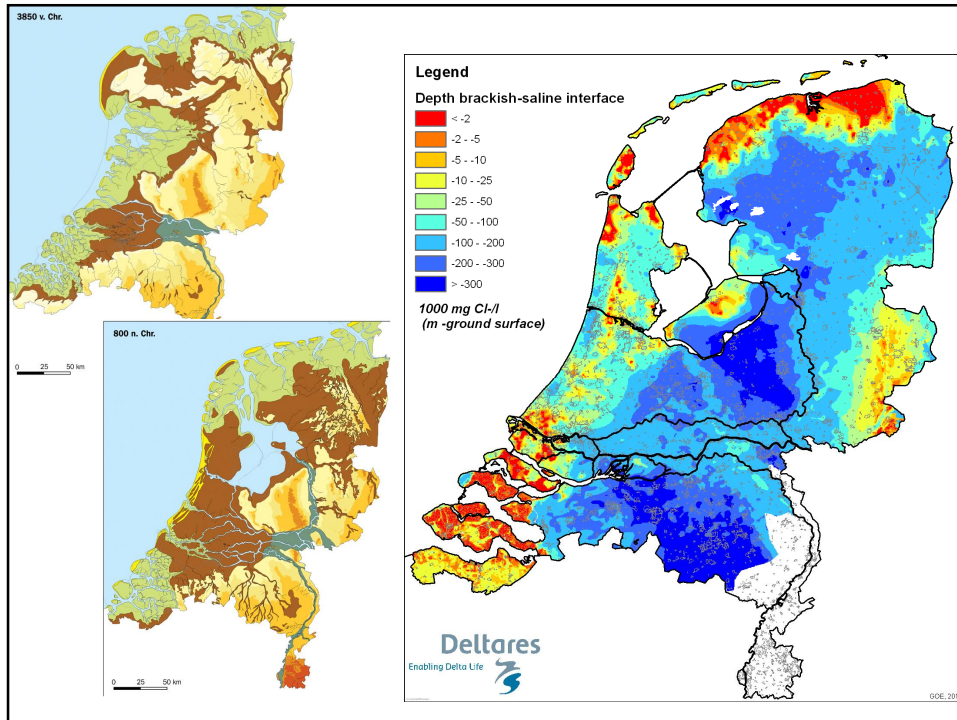 3850 v. Chr.
0 25 50 km
800 n. Chr.
0 25 50 km
Legend
Depth brackish-saline interface
< -2
-2 - -5
-5 - -10
-10 - -25
-25 - -50
-50 - -100
-100 - -200
-200 - -300
> -300
1000 mg Cl-/l
(m -ground surface)
Deltares
Enabling Delta Life
GOE, 201